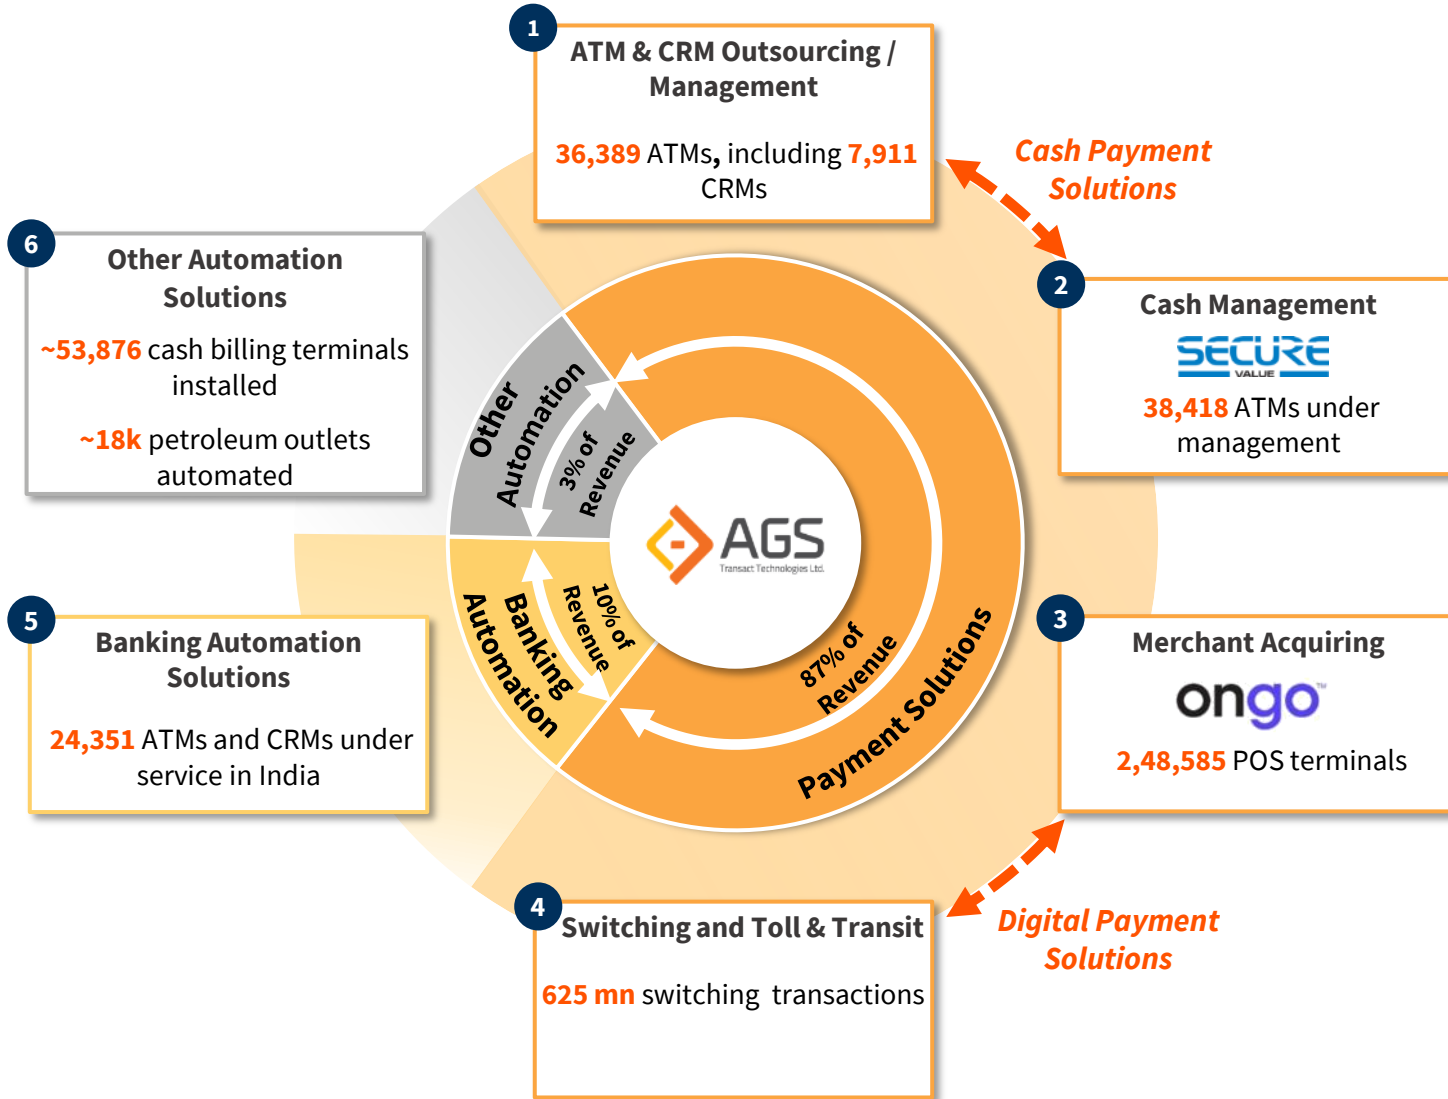 1
ATM & CRM Outsourcing /
Management
36,389 ATMs, including 7,911
CRMs
Cash Payment
Solutions
2
Cash Management
SECURE
VALUE
38,418 ATMs under
management
3
Merchant Acquiring
ongo™
2,48,585 POS terminals
Digital Payment
Solutions
4
Switching and Toll & Transit
625 mn switching transactions
5
Banking Automation
Solutions
24,351 ATMs and CRMs under
service in India
6
Other Automation
Solutions
~53,876 cash billing terminals
installed
~18k petroleum outlets
automated
Other
Automation
3% of
Revenue
Banking
Automation
10% of
Revenue
87% of
Revenue
Payment Solutions
AGS
Transact Technologies Ltd.